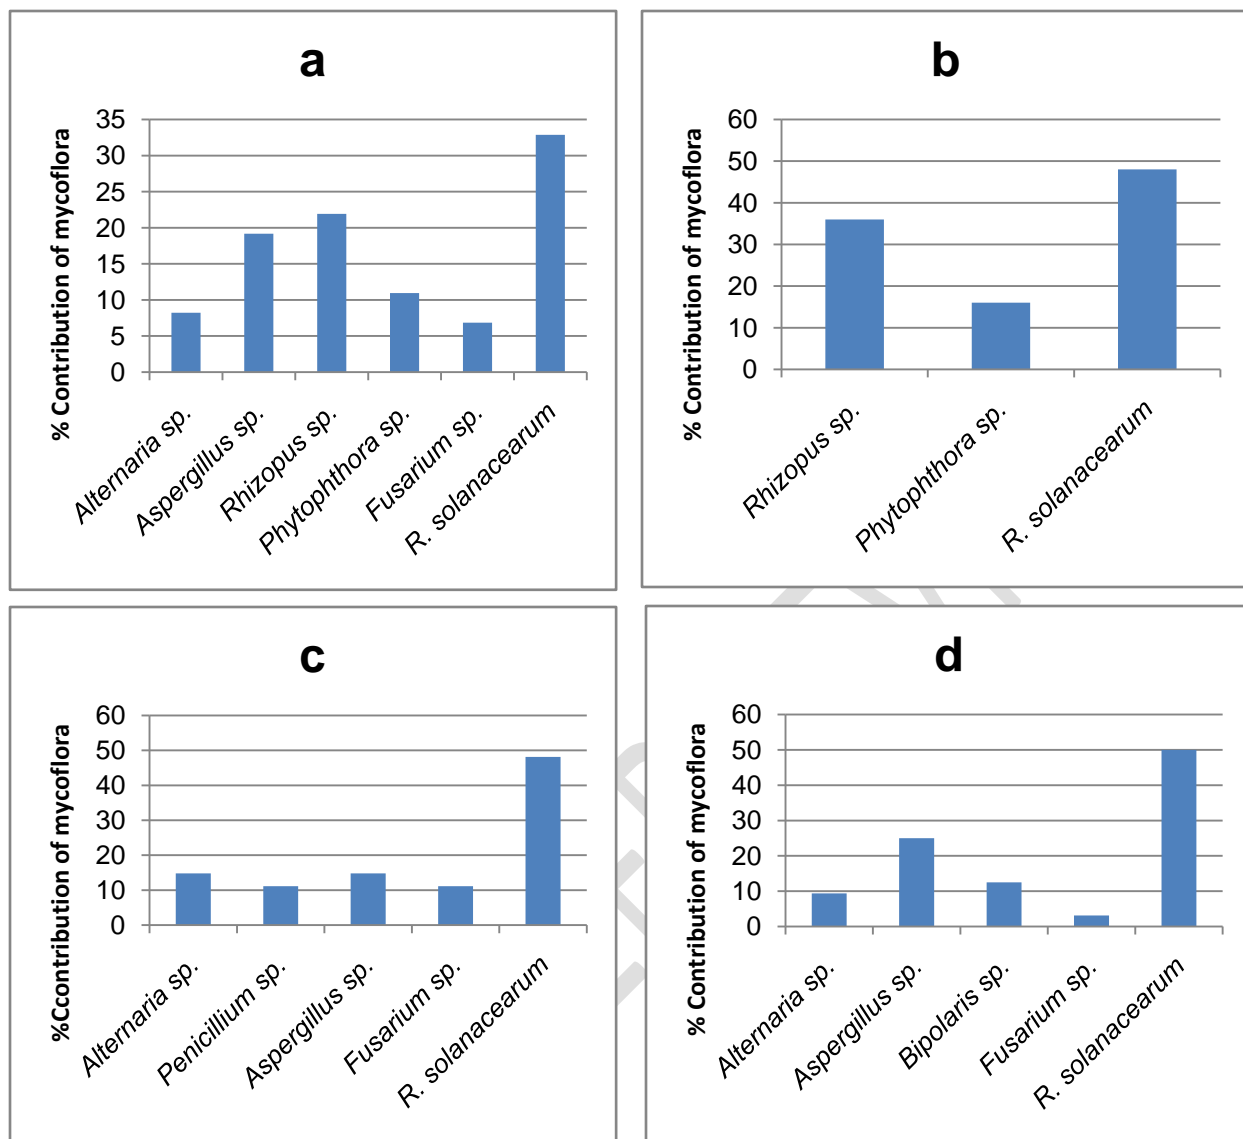 a
% Contribution of mycoflora
35
30
25
20
15
10
5
0
Alternaria sp.
Aspergillus sp.
Rhizopus sp.
Phytophthora sp.
Fusarium sp.
R. solanacearum
b
% Contribution of mycoflora
60
50
40
30
20
10
0
Rhizopus sp.
Phytophthora sp.
R. solanacearum
c
%Ccontribution of mycoflora
60
50
40
30
20
10
0
Alternaria sp.
Penicillium sp.
Aspergillus sp.
Fusarium sp.
R. solanacearum
d
% Contribution of mycoflora
60
50
40
30
20
10
0
Alternaria sp.
Aspergillus sp.
Bipolaris sp.
Fusarium sp.
R. solanacearum